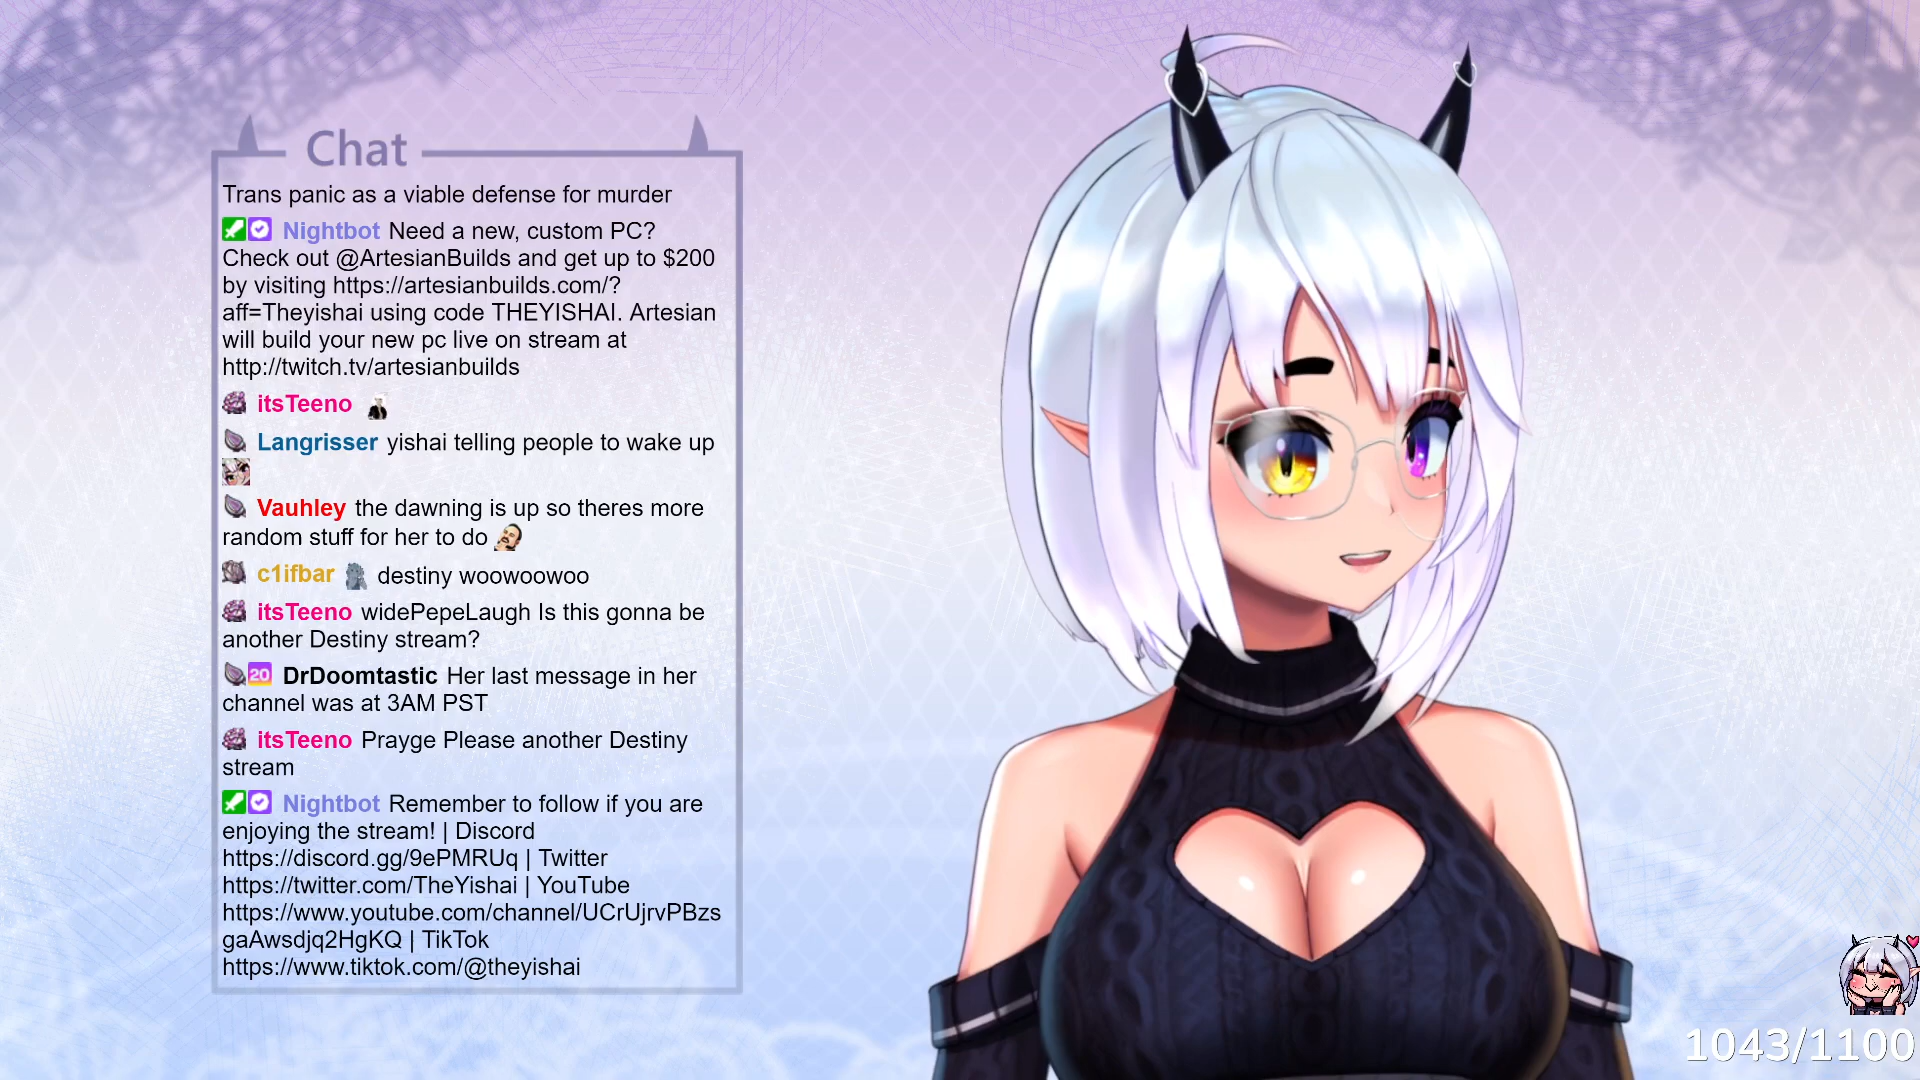 Chat
Trans panic as a viable defense for murder
Nightbot Need a new, custom PC?
Check out @ArtesianBuilds and get up to $200
by visiting https://artesianbuilds.com/?
aff=Theyishai using code THEYISHAI. Artesian
will build your new pc live on stream at
http://twitch.tv/artesianbuilds
itsTeeno
Langrisser yishai telling people to wake up
Vauhley the dawning is up so theres more
random stuff for her to do
c1ifbar destiny woowoowoo
itsTeeno widePepeLaugh Is this gonna be
another Destiny stream?
20 DrDoomtastic Her last message in her
channel was at 3AM PST
itsTeeno Prayge Please another Destiny
stream
Nightbot Remember to follow if you are
enjoying the stream! | Discord
https://discord.gg/9ePMRUq | Twitter
https://twitter.com/TheYishai | YouTube
https://www.youtube.com/channel/UCrUjrvPBzs
gaAwsdjq2HgKQ | TikTok
https://www.tiktok.com/@theyishai
1043/1100